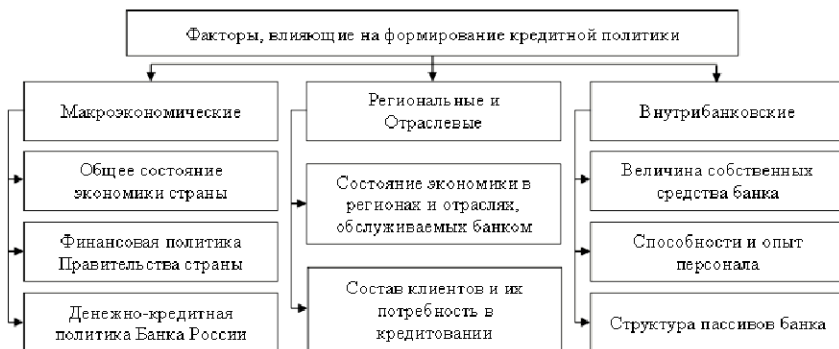 Факторы, влияющие на формирование кредитной политики
Макроэкономические
Общее состояние
экономики страны
Финансовая политика
Правительства страны
Денежно-кредитная
политика Банка России
Региональные и
Отраслевые
Состояние экономики в
регионах и отраслях,
обслуживаемых банком
Состав клиентов и их
потребность в
кредитовании
Внутрибанковские
Величина собственных
средства банка
Способности и опыт
персонала
Структура пассивов банка